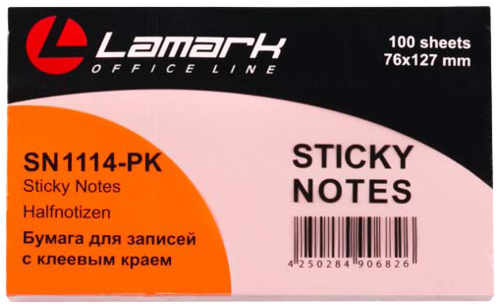 Lamark
OFFICE LINE
100 sheets
76x127 mm
SN1114-PK
Sticky Notes
Halfnotizen
Бумага для записей
с клеевым краем
STICKY
NOTES
4 250284 906826